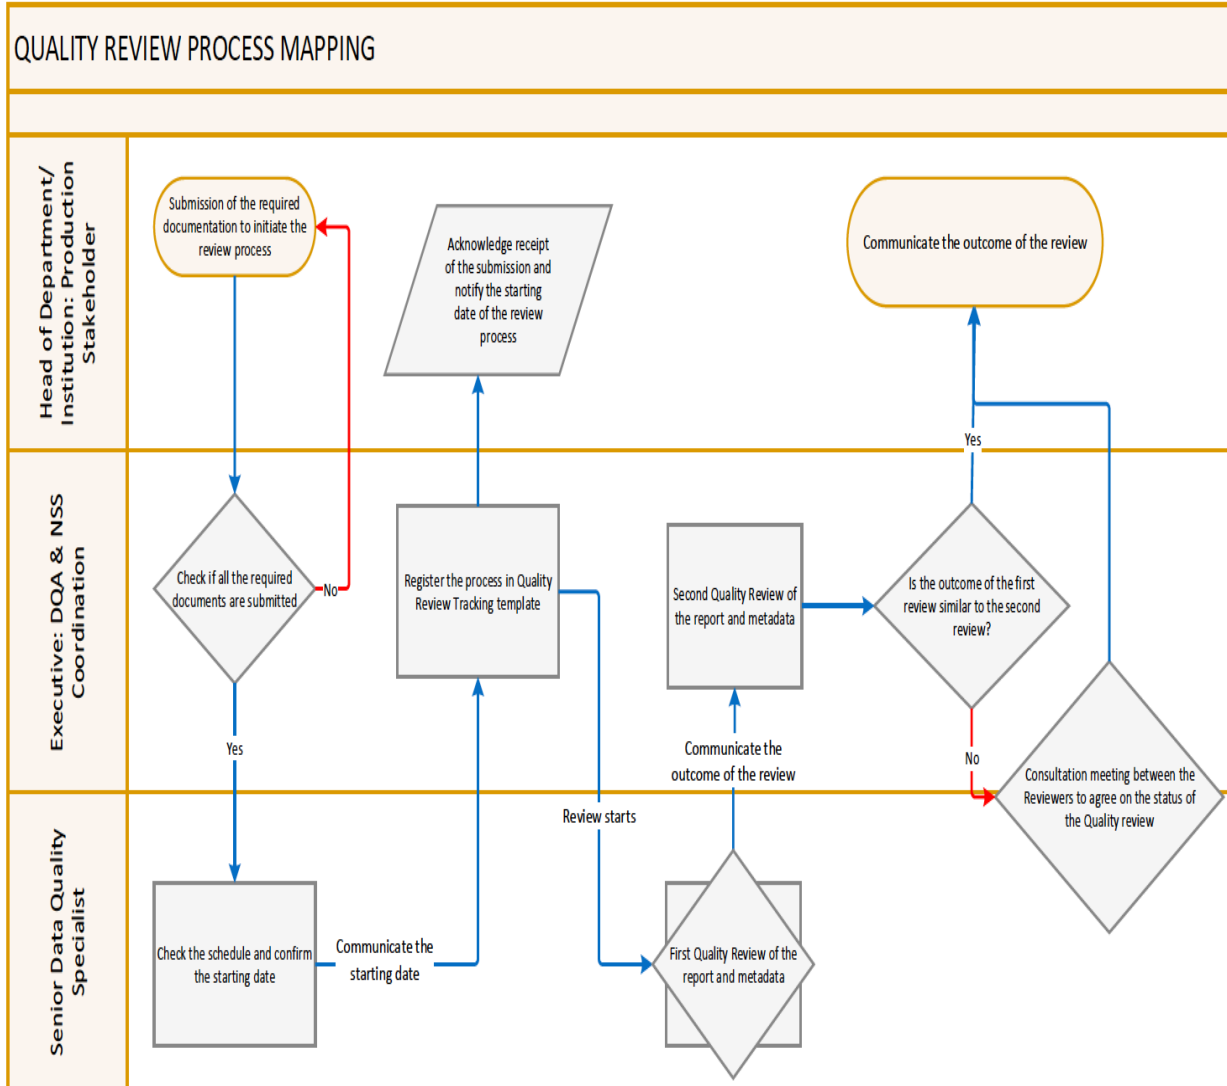 QUALITY REVIEW PROCESS MAPPING
Head of Department/
Institution: Production
Stakeholder
Submission of the required
documentation to initiate the
review process
Acknowledge receipt
of the submission and
notify the starting
date of the review
process
Communicate the outcome of the review
Yes
Executive: DQA & NSS
Coordination
Check if all the required
documents are submitted
No
Register the process in Quality
Review Tracking template
Second Quality Review of
the report and metadata
Is the outcome of the first
review similar to the second
review?
Yes
Communicate the
outcome of the review
No
Consultation meeting between the
Reviewers to agree on the status of
the Quality review
Senior Data Quality
Specialist
Review starts
Check the schedule and confirm
the starting date
Communicate the
starting date
First Quality Review of the
report and metadata